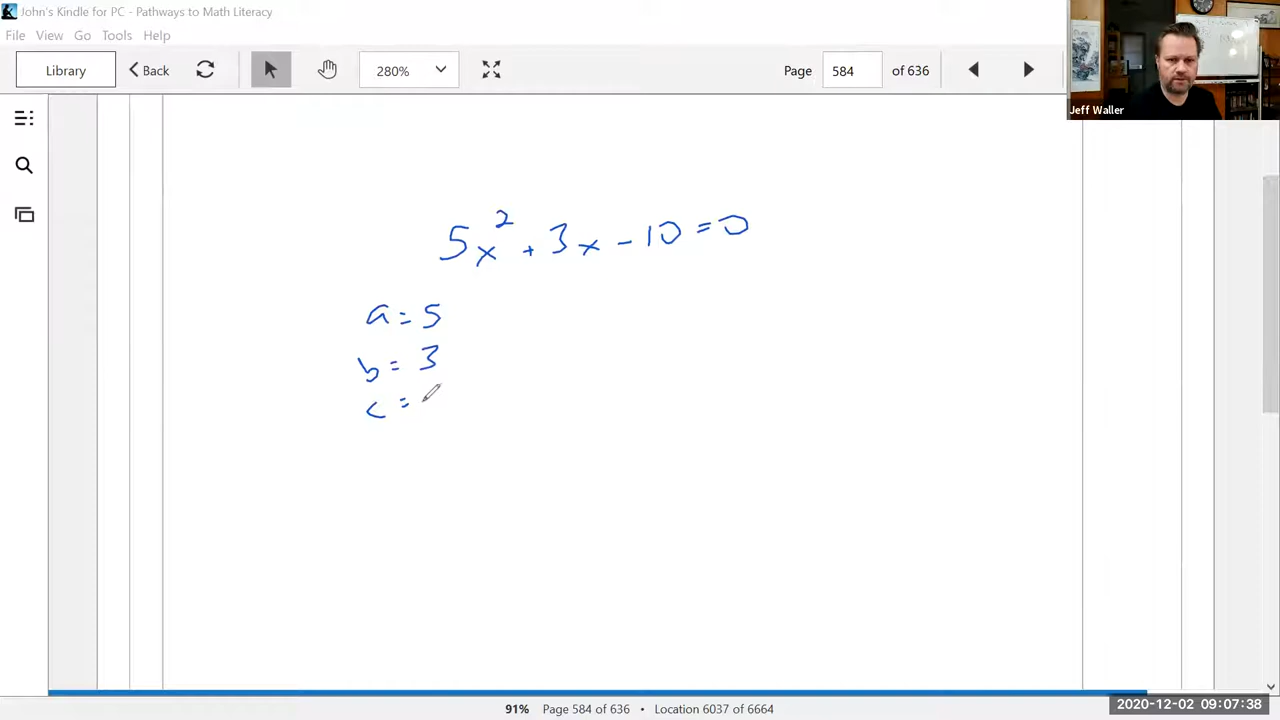 John's Kindle for PC - Pathways to Math Literacy
File View Go Tools Help
Library Back 280% Page 584 of 636
Jeff Waller
5x² + 3x - 10 = 0
a = 5
b = 3
c =
91% Page 584 of 636 • Location 6037 of 6664
2020-12-02 09:07:38